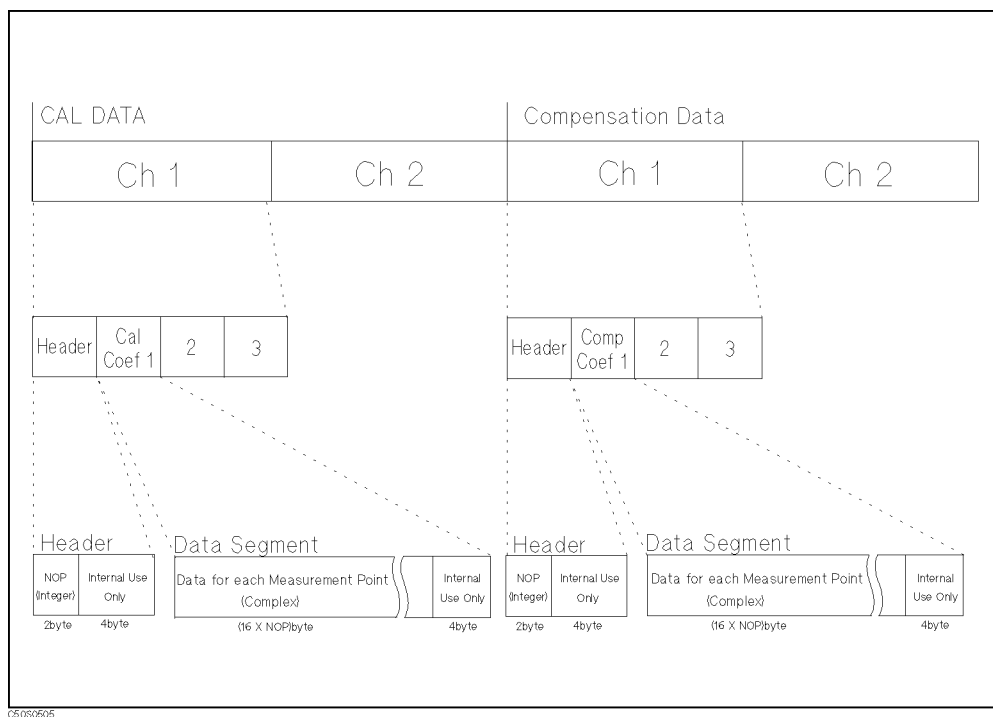 CAL DATA
Compensation Data
Ch 1
Ch 2
Ch 1
Ch 2
Header
Cal
Coef 1
2
3
Header
Comp
Coef 1
2
3
Header
Data Segment
Header
Data Segment
NOP
(Integer)
Internal Use
Only
Data for each Measurement Point
(Complex)
Internal
Use Only
NOP
(Integer)
Internal Use
Only
Data for each Measurement Point
(Complex)
Internal
Use Only
2byte
4byte
(16 X NOP)byte
4byte
2byte
4byte
(16 X NOP)byte
4byte
C50S0505